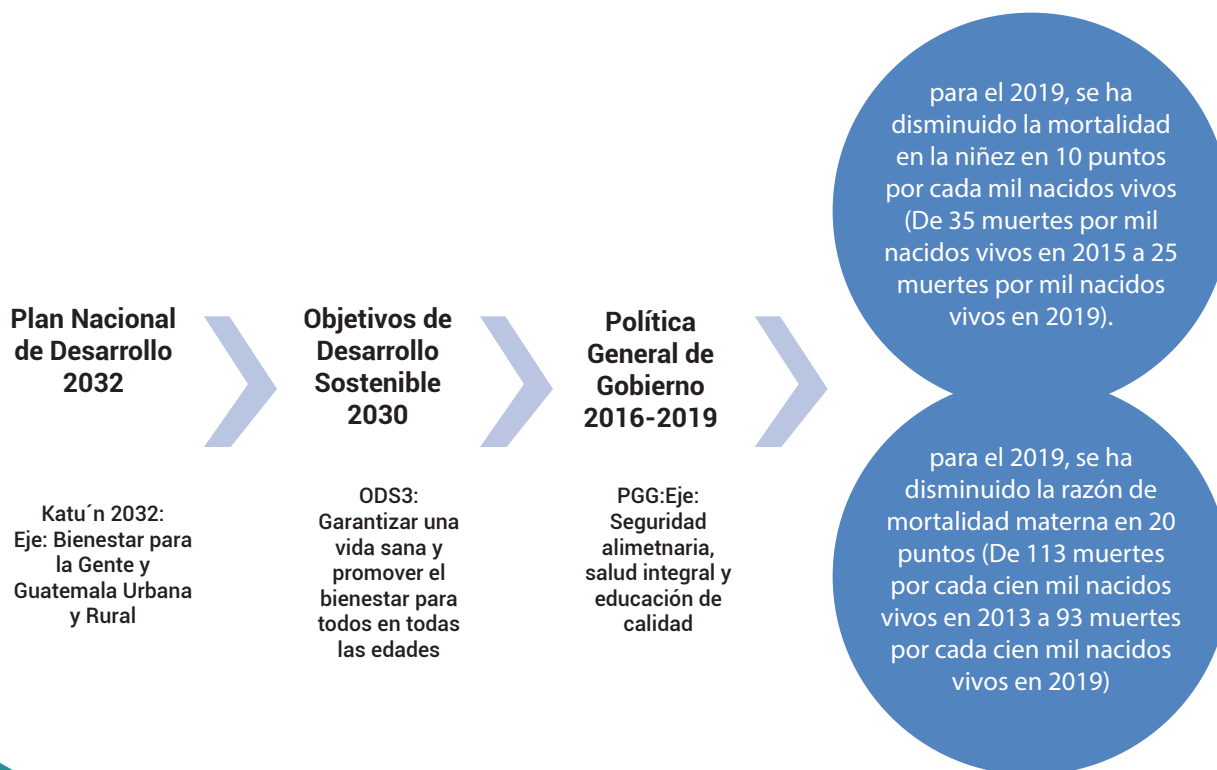 Plan Nacional
de Desarrollo
2032
Katu´n 2032:
Eje: Bienestar para
la Gente y
Guatemala Urbana
y Rural
Objetivos de
Desarrollo
Sostenible
2030
ODS3:
Garantizar una
vida sana y
promover el
bienestar para
todos en todas
las edades
Política
General de
Gobierno
2016-2019
PGG:Eje:
Seguridad
alimetnaria,
salud integral y
educación de
calidad
para el 2019, se ha
disminuido la mortalidad
en la niñez en 10 puntos
por cada mil nacidos vivos
(De 35 muertes por mil
nacidos vivos en 2015 a 25
muertes por mil nacidos
vivos en 2019).
para el 2019, se ha
disminuido la razón de
mortalidad materna en 20
puntos (De 113 muertes
por cada cien mil nacidos
vivos en 2013 a 93 muertes
por cada cien mil nacidos
vivos en 2019)